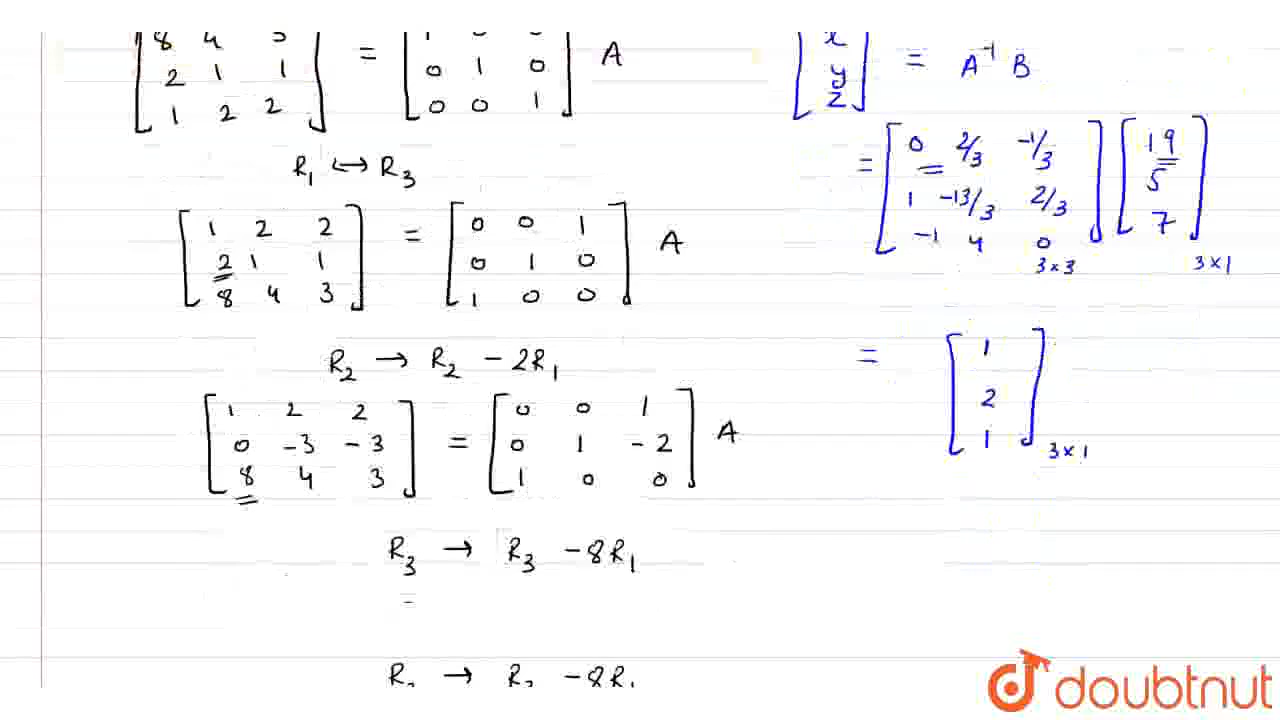 8 4 3 = 1 0 0 A
2 1 1 0 1 0
1 2 2 0 0 1
R₁ ↔ R₃
1 2 2 = 0 0 1 A
2 1 1 0 1 0
8 4 3 1 0 0
R₂ → R₂ - 2R₁
1 2 2 = 0 0 1 A
0 -3 -3 0 1 -2
8 4 3 1 0 0
R₃ → R₃ - 8R₁
R₃ → R₃ - 8R₁
x
y = A⁻¹ B
z
= 0 2/3 -1/3 19
1 -13/3 2/3 5
-1 4 0 7
3×3 3×1
= 1
2
1
3×1
doubtnut